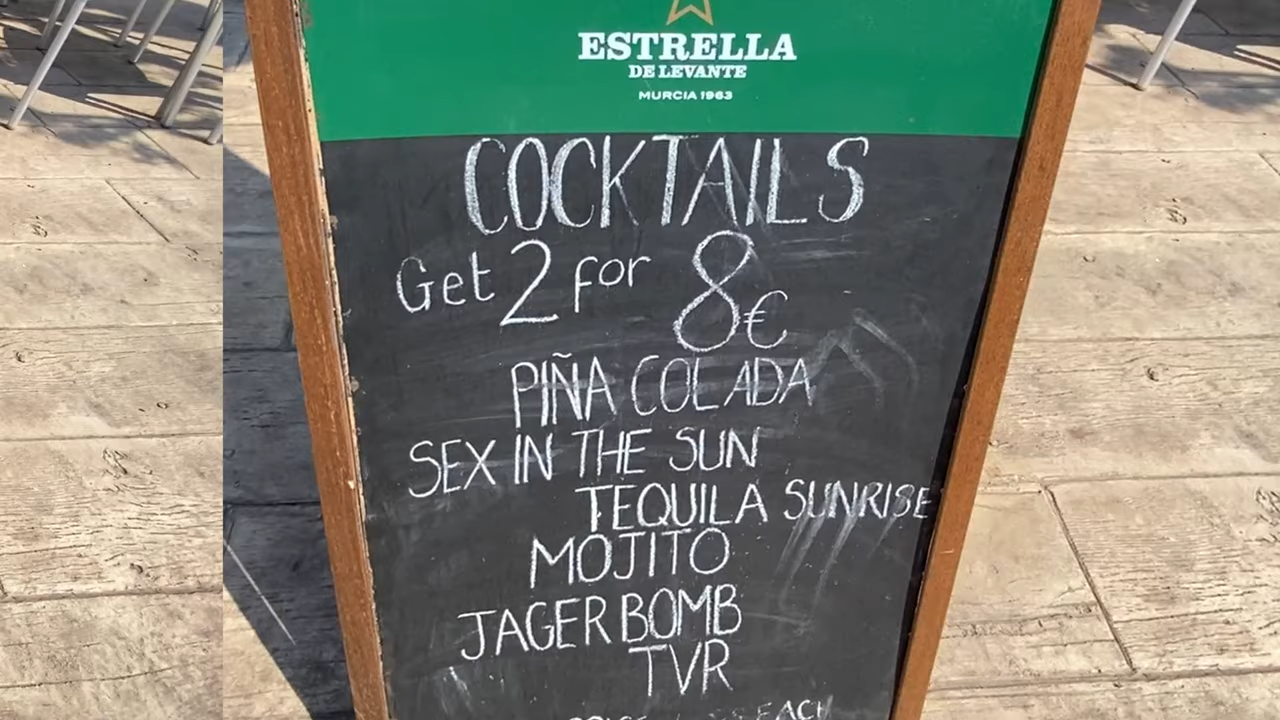 ESTRELLA
DE LEVANTE
MURCIA 1963
COCKTAILS
Get 2 for 8€
PIÑA COLADA
SEX IN THE SUN
TEQUILA SUNRISE
MOJITO
JAGER BOMB
TVR
EACH